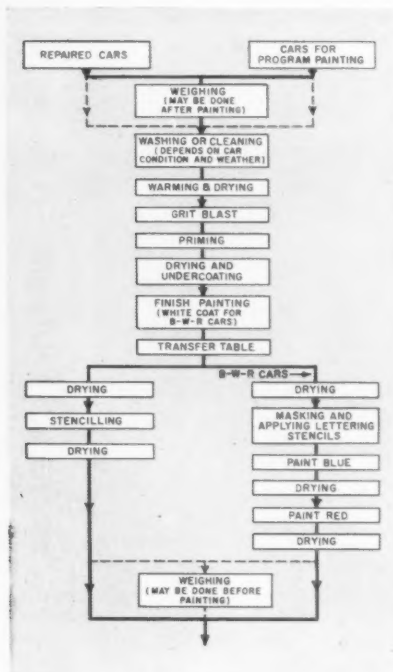 REPAIRED CARS
CARS FOR
PROGRAM PAINTING
WEIGHING
(MAY BE DONE
AFTER PAINTING)
WASHING OR CLEANING
(DEPENDS ON CAR
CONDITION AND WEATHER)
WARMING & DRYING
GRIT BLAST
PRIMING
DRYING AND
UNDERCOATING
FINISH PAINTING
(WHITE COAT FOR
B-W-R CARS)
TRANSFER TABLE
B-W-R CARS
DRYING
STENCILLING
DRYING
DRYING
MASKING AND
APPLYING LETTERING
STENCILS
PAINT BLUE
DRYING
PAINT RED
DRYING
WEIGHING
(MAY BE DONE BEFORE
PAINTING)